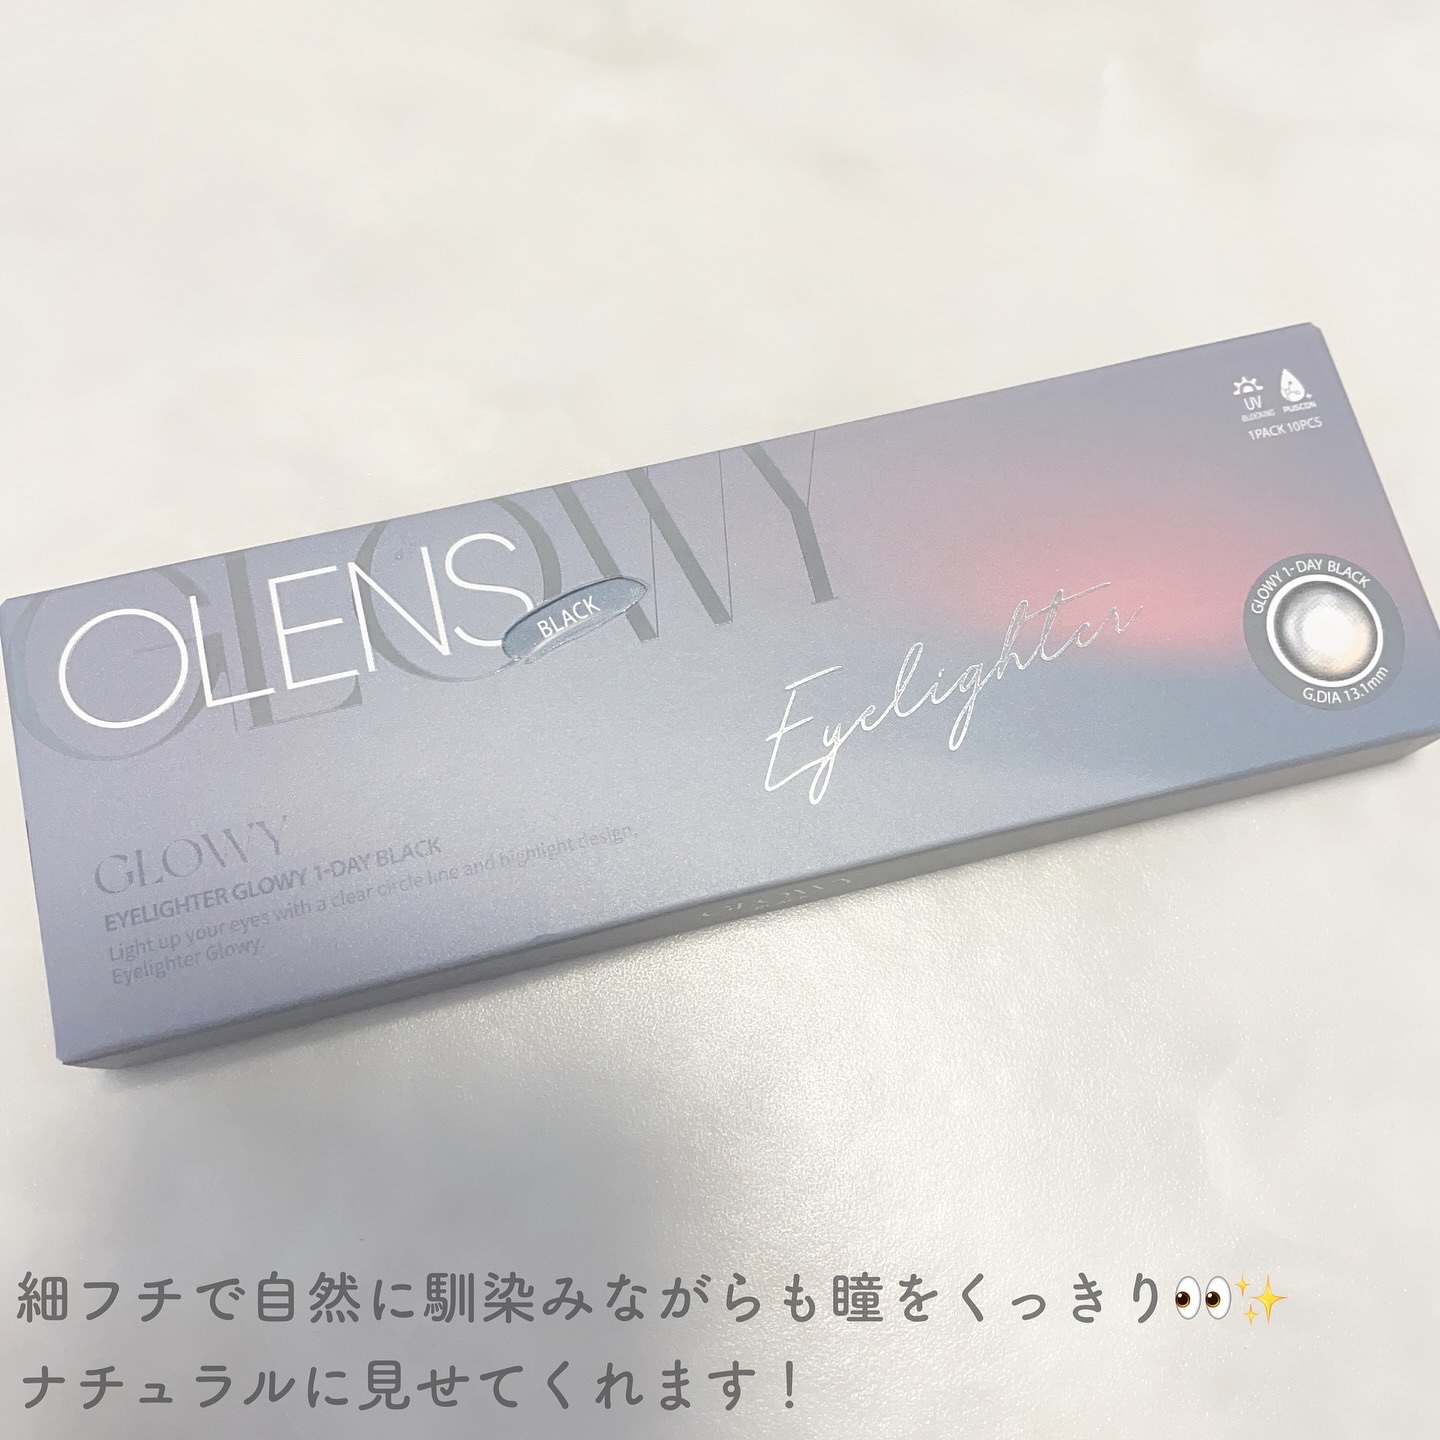 GLOWY
OLENS
BLACK
UV
BLOCKING
PUSCON
1PACK 10PCS
Eyelighter
GLOWY 1-DAY BLACK
G.DIA 13.1mm
GLOWY
EYELIGHTER GLOWY 1-DAY BLACK
Light up your eyes with a clear circle line and highlight design,
Eyelighter Glowy.
GLOWY
細フチで自然に馴染みながらも瞳をくっきり👀✨
ナチュラルに見せてくれます！